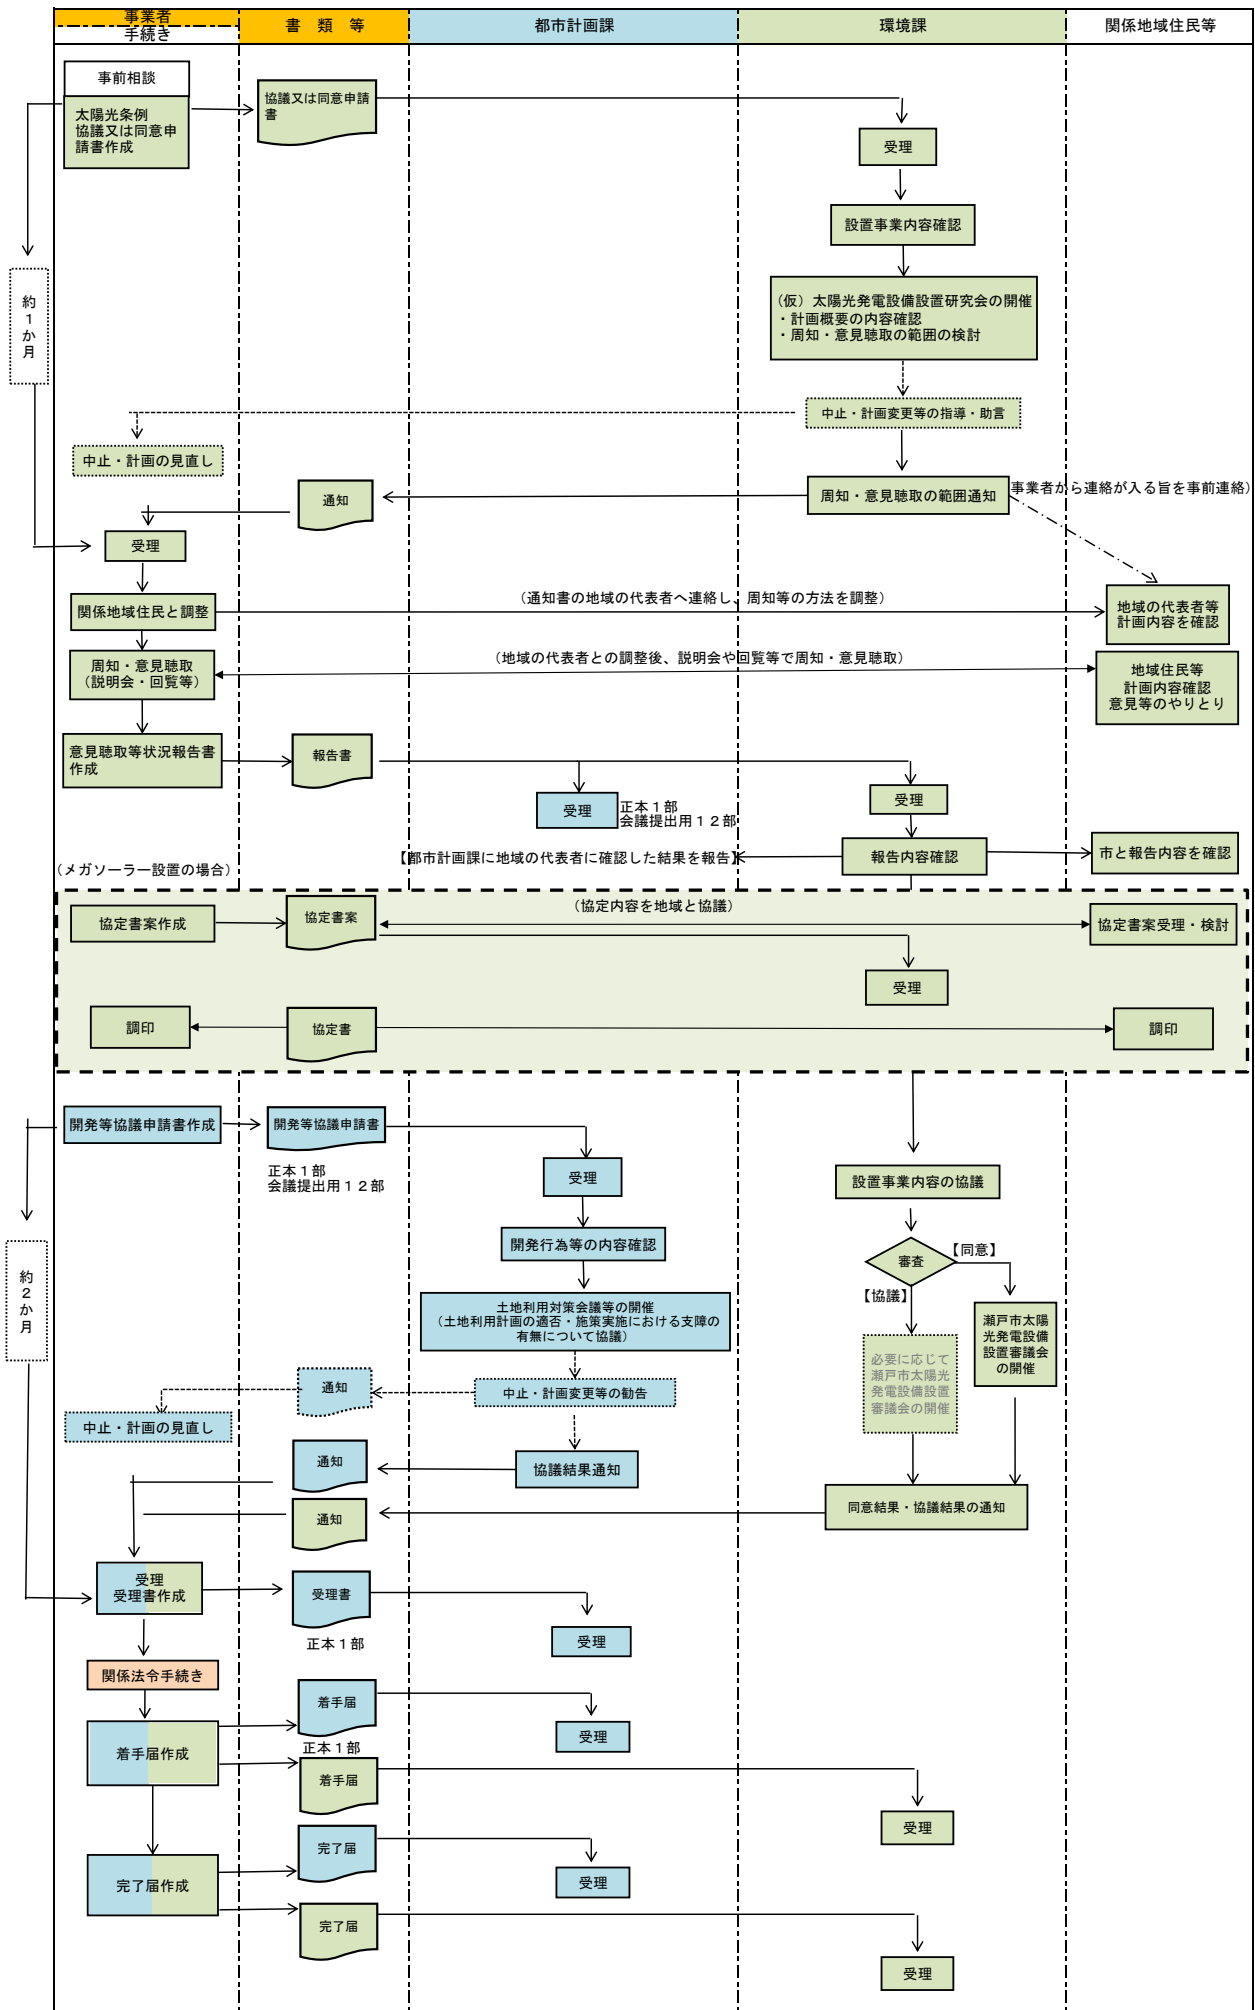 事業者
手続き
書　類　等
都市計画課
環境課
関係地域住民等
事前相談
太陽光条例
協議又は同意申
請書作成
協議又は同意申請
書
受理
設置事業内容確認
（仮）太陽光発電設備設置研究会の開催
・計画概要の内容確認
・周知・意見聴取の範囲の検討
約１か月
中止・計画変更等の指導・助言
中止・計画の見直し
通知
周知・意見聴取の範囲通知
事業者から連絡が入る旨を事前連絡）
受理
関係地域住民と調整
（通知書の地域の代表者へ連絡し、周知等の方法を調整）
地域の代表者等
計画内容を確認
周知・意見聴取
（説明会・回覧等）
（地域の代表者との調整後、説明会や回覧等で周知・意見聴取）
地域住民等
計画内容確認
意見等のやりとり
意見聴取等状況報告書
作成
報告書
受理
正本１部
会議提出用１２部
受理
【都市計画課に地域の代表者に確認した結果を報告】
報告内容確認
市と報告内容を確認
（メガソーラー設置の場合）
協定書案作成
協定書案
（協定内容を地域と協議）
協定書案受理・検討
受理
調印
協定書
調印
開発等協議申請書作成
開発等協議申請書
正本１部
会議提出用１２部
受理
設置事業内容の協議
開発行為等の内容確認
審査
【同意】
【協議】
約２か月
土地利用対策会議等の開催
（土地利用計画の適否・施策実施における支障の
有無について協議）
瀬戸市太陽
光発電設備
設置審議会
の開催
必要に応じて
瀬戸市太陽光
発電設備設置
審議会の開催
通知
中止・計画変更等の勧告
中止・計画の見直し
通知
協議結果通知
通知
同意結果・協議結果の通知
受理
受理書作成
受理書
正本１部
受理
関係法令手続き
着手届
着手届作成
正本１部
受理
着手届
受理
完了届
完了届作成
受理
完了届
受理